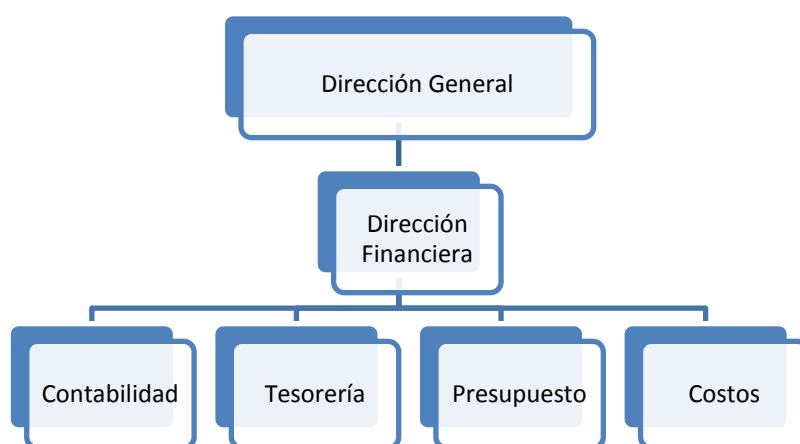 Dirección General
Dirección
Financiera
Contabilidad
Tesorería
Presupuesto
Costos